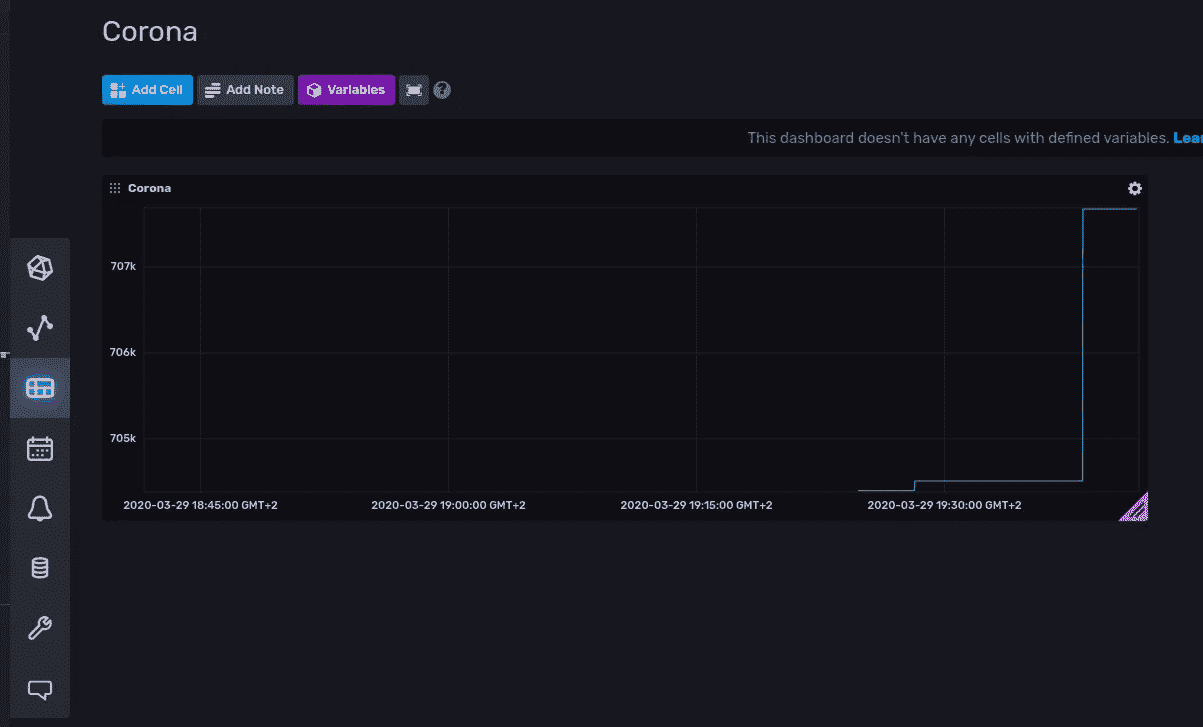 Corona
Add Cell Add Note Variables
This dashboard doesn't have any cells with defined variables.
Corona
707k
706k
705k
2020-03-29 18:45:00 GMT+2 2020-03-29 19:00:00 GMT+2 2020-03-29 19:15:00 GMT+2 2020-03-29 19:30:00 GMT+2